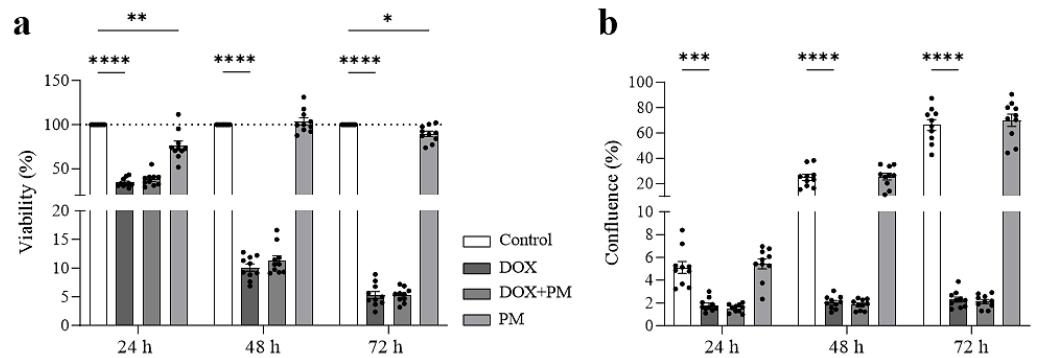 a
b
** *
**** **** ****
*** **** ****
Viability (%)
150
100
50
20
15
10
5
0
24 h 48 h 72 h
Control
DOX
DOX+PM
PM
Confluence (%)
100
80
60
40
20
10
8
6
4
2
0
24 h 48 h 72 h